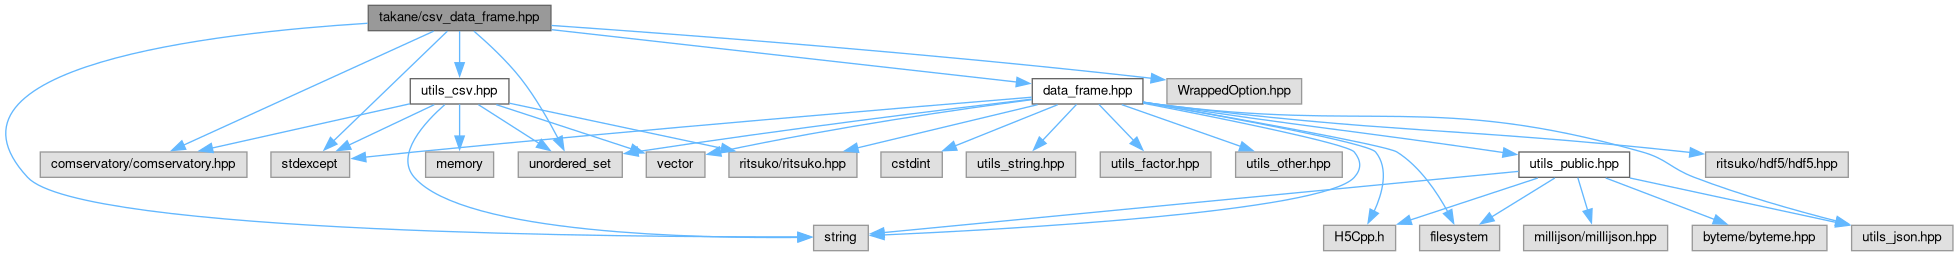 takane/csv_data_frame.hpp
utils_csv.hpp
data_frame.hpp
WrappedOption.hpp
comservatory/comservatory.hpp
stdexcept
memory
unordered_set
vector
ritsuko/ritsuko.hpp
cstdint
utils_string.hpp
utils_factor.hpp
utils_other.hpp
utils_public.hpp
ritsuko/hdf5/hdf5.hpp
string
H5Cpp.h
filesystem
millijson/millijson.hpp
byteme/byteme.hpp
utils_json.hpp